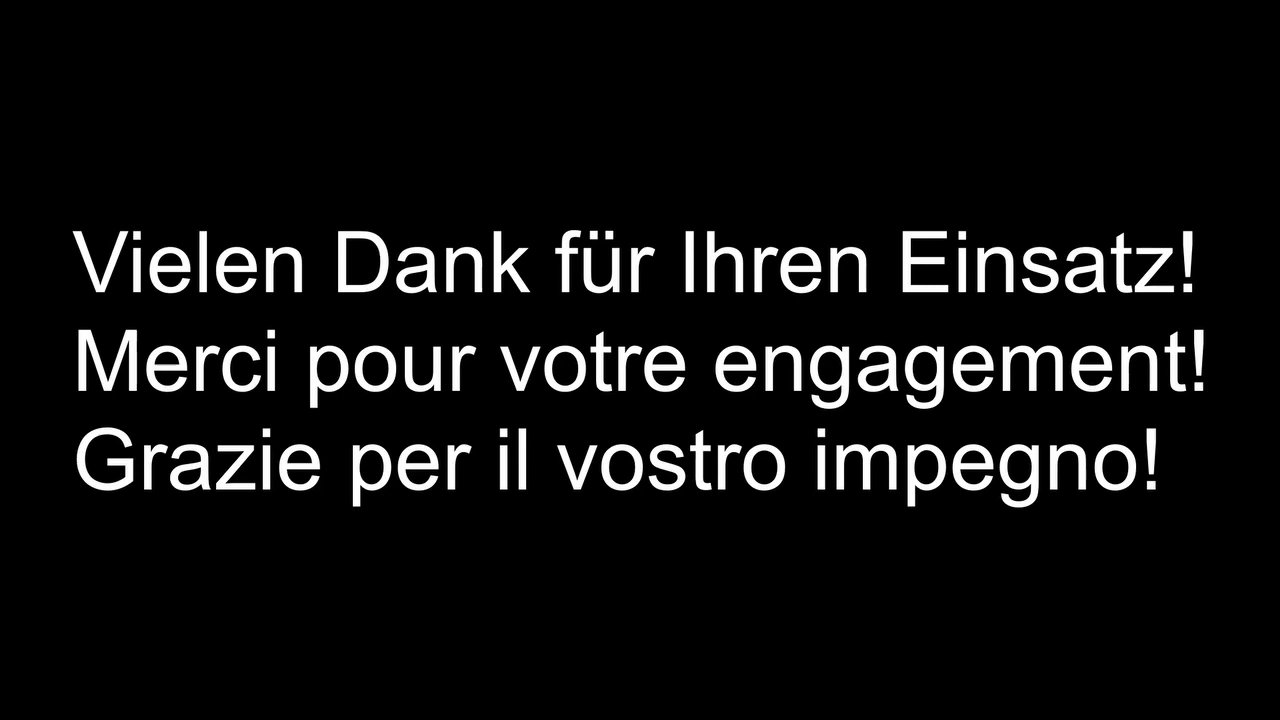 Vielen Dank für Ihren Einsatz!
Merci pour votre engagement!
Grazie per il vostro impegno!